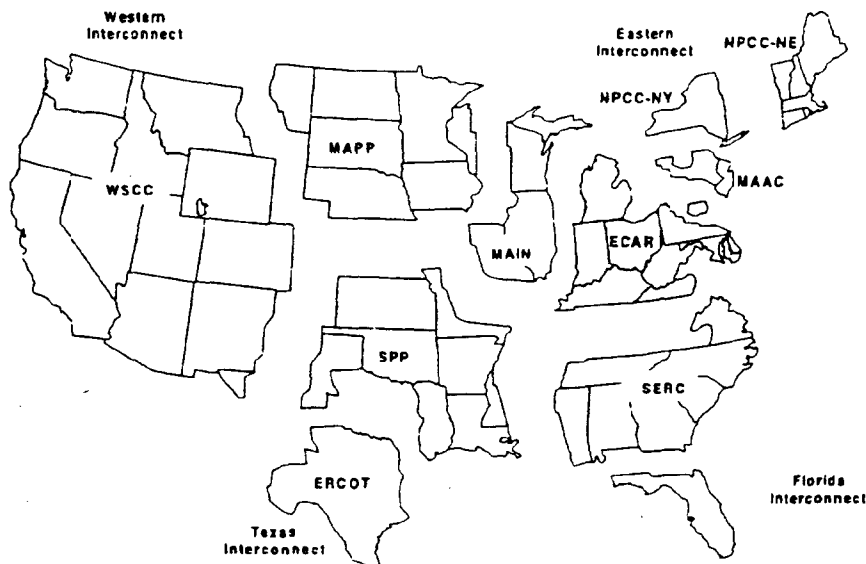 Western
Interconnect
Eastern
Interconnect
NPCC-NE
NPCC-NY
MAPP
MAAC
WSCC
ECAR
MAIN
SPP
SERC
ERCOT
Florida
Interconnect
Texas
Interconnect